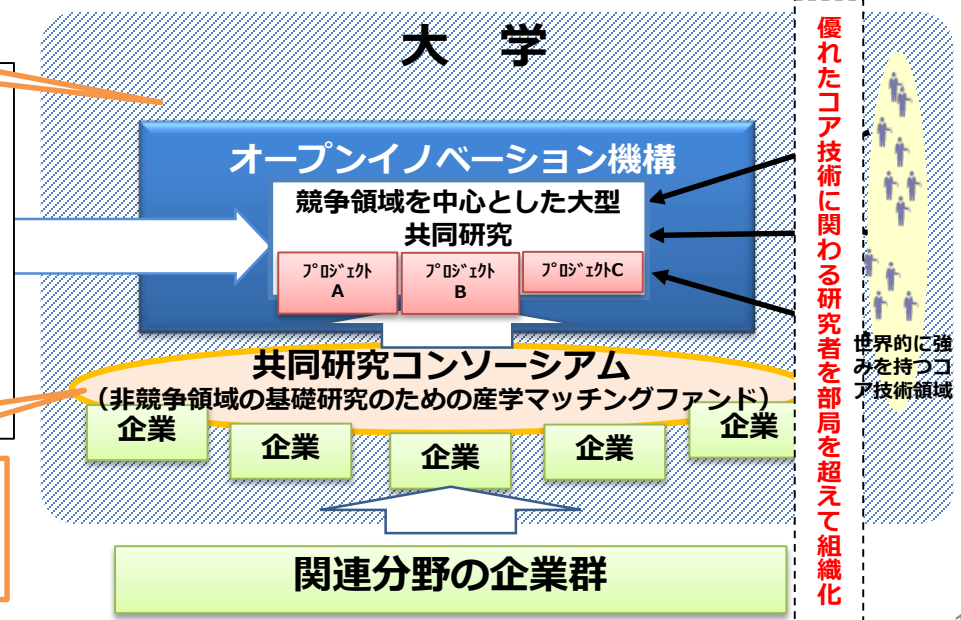 大　学
オープンイノベーション機構
競争領域を中心とした大型
共同研究
ﾌﾟﾛｼﾞｪｸﾄ
A
ﾌﾟﾛｼﾞｪｸﾄ
B
ﾌﾟﾛｼﾞｪｸﾄC
共同研究コンソーシアム
（非競争領域の基礎研究のための産学マッチングファンド）
企業
企業
企業
企業
企業
関連分野の企業群
優れたコア技術に関わる研究者を部局を超えて組織化
世界的に強
みを持つコ
ア技術領域